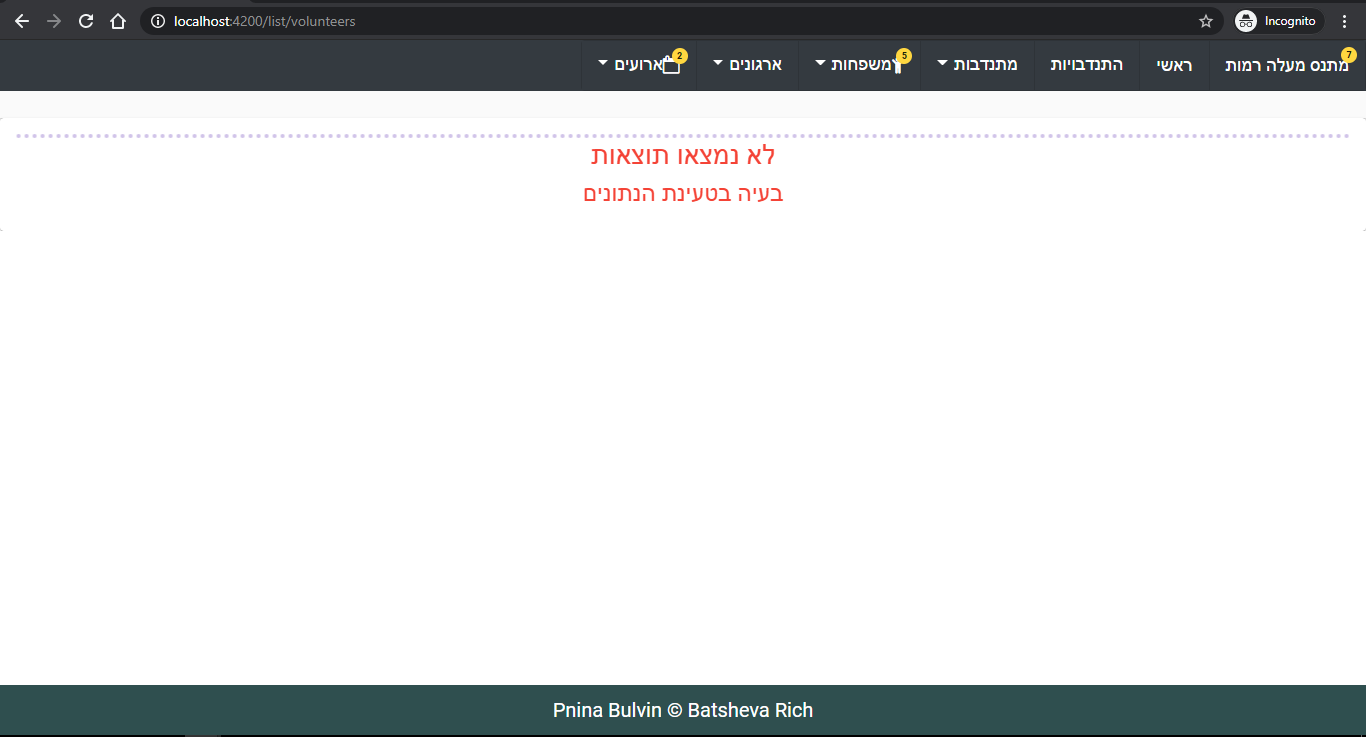 localhost:4200/list/volunteers
Incognito
7
מתנס מעלה רמות
ראשי
התנדבויות
מתנדבות
5
משפחות
ארגונים
2
ארועים
לא נמצאו תוצאות
בעיה בטעינת הנתונים
Pnina Bulvin © Batsheva Rich